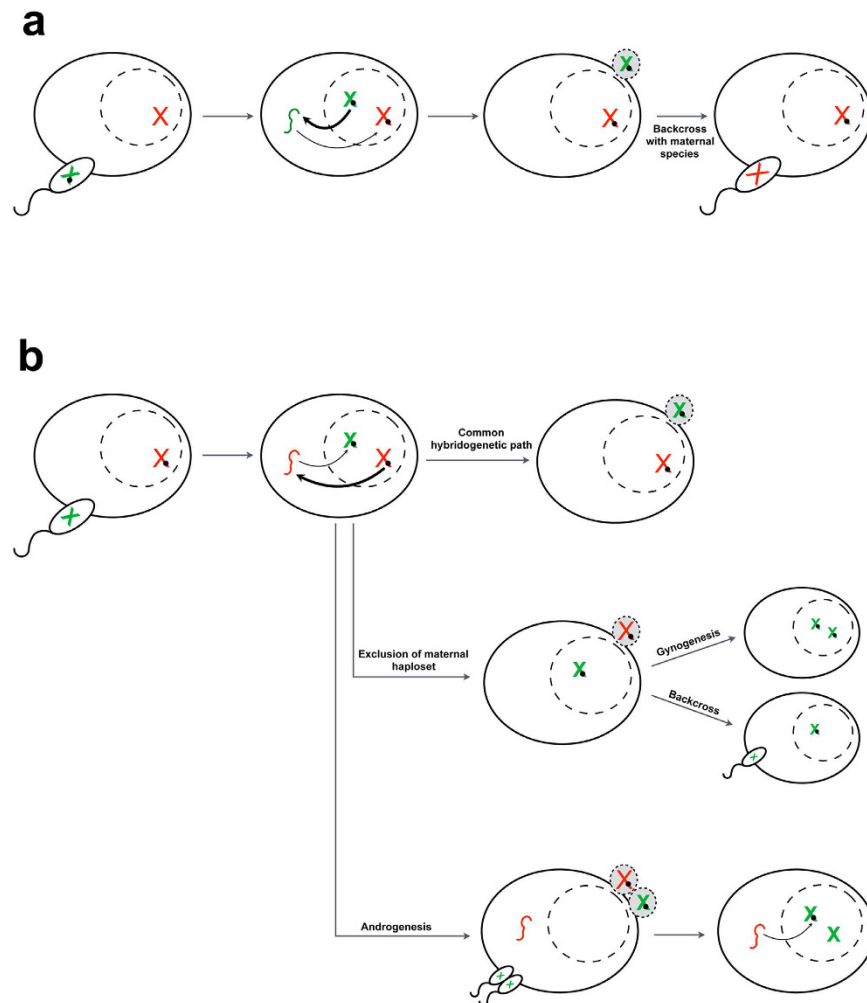 a
Backcross
with maternal
species
b
Common
hybridogenetic path
Exclusion of maternal
haploset
Gynogenesis
Backcross
Androgenesis